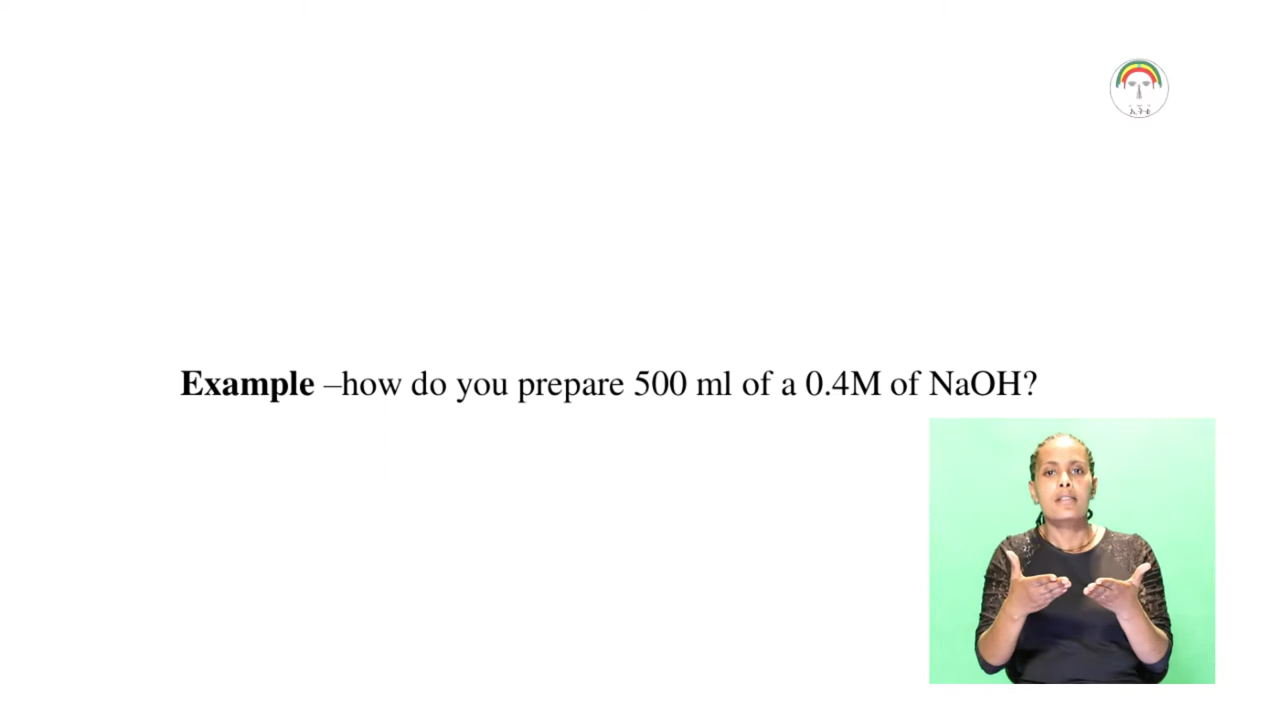 Example –how do you prepare 500 ml of a 0.4M of NaOH?